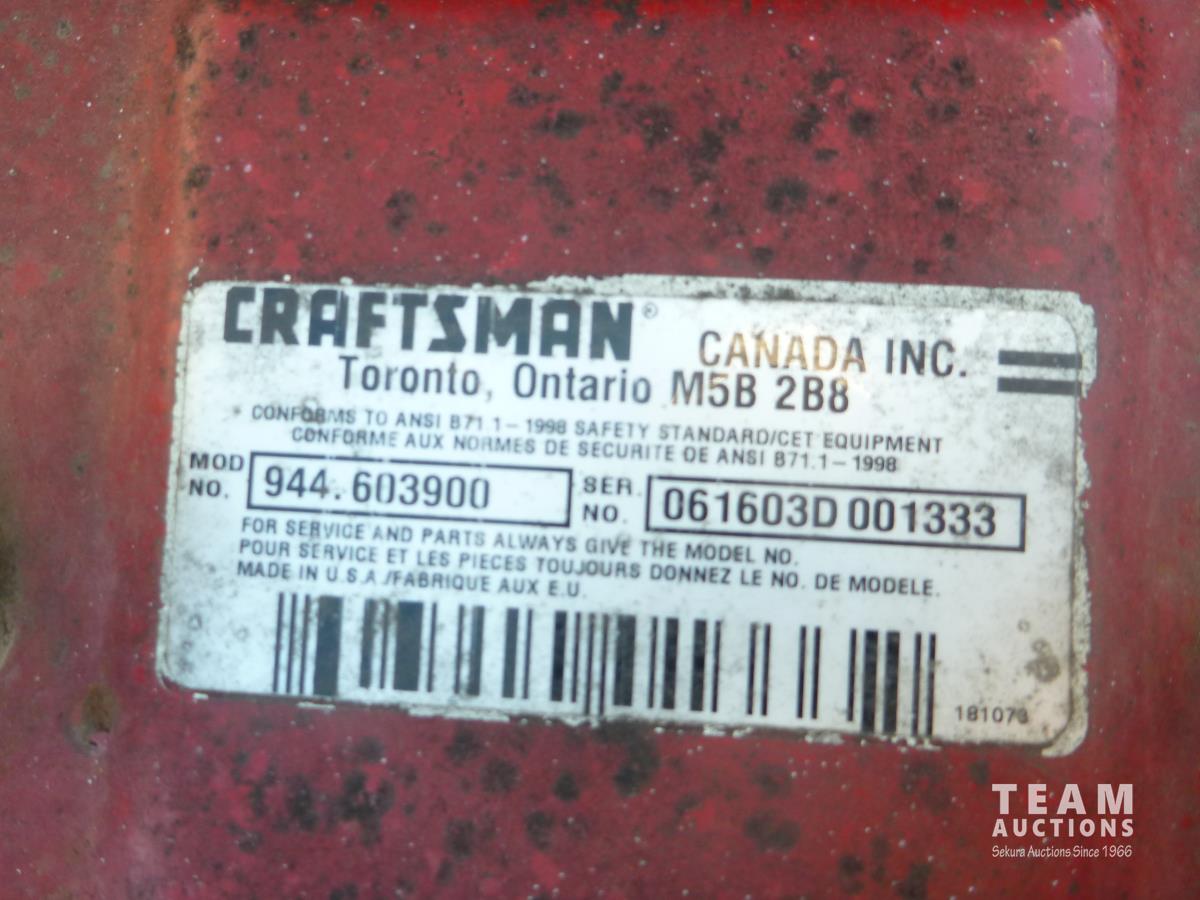 CRAFTSMAN® CANADA INC.
Toronto, Ontario M5B 2B8
CONFORMS TO ANSI B71.1-1998 SAFETY STANDARD/CET EQUIPMENT
CONFORME AUX NORMES DE SECURITE DE ANSI B71.1-1998
MOD NO. 944.603900 SER. NO. 061603D 001333
FOR SERVICE AND PARTS ALWAYS GIVE THE MODEL NO.
POUR SERVICE ET LES PIECES TOUJOURS DONNEZ LE NO. DE MODELE.
MADE IN U.S.A./FABRIQUE AUX E.U.
181073
TEAM
AUCTIONS
Sekura Auctions Since 1966